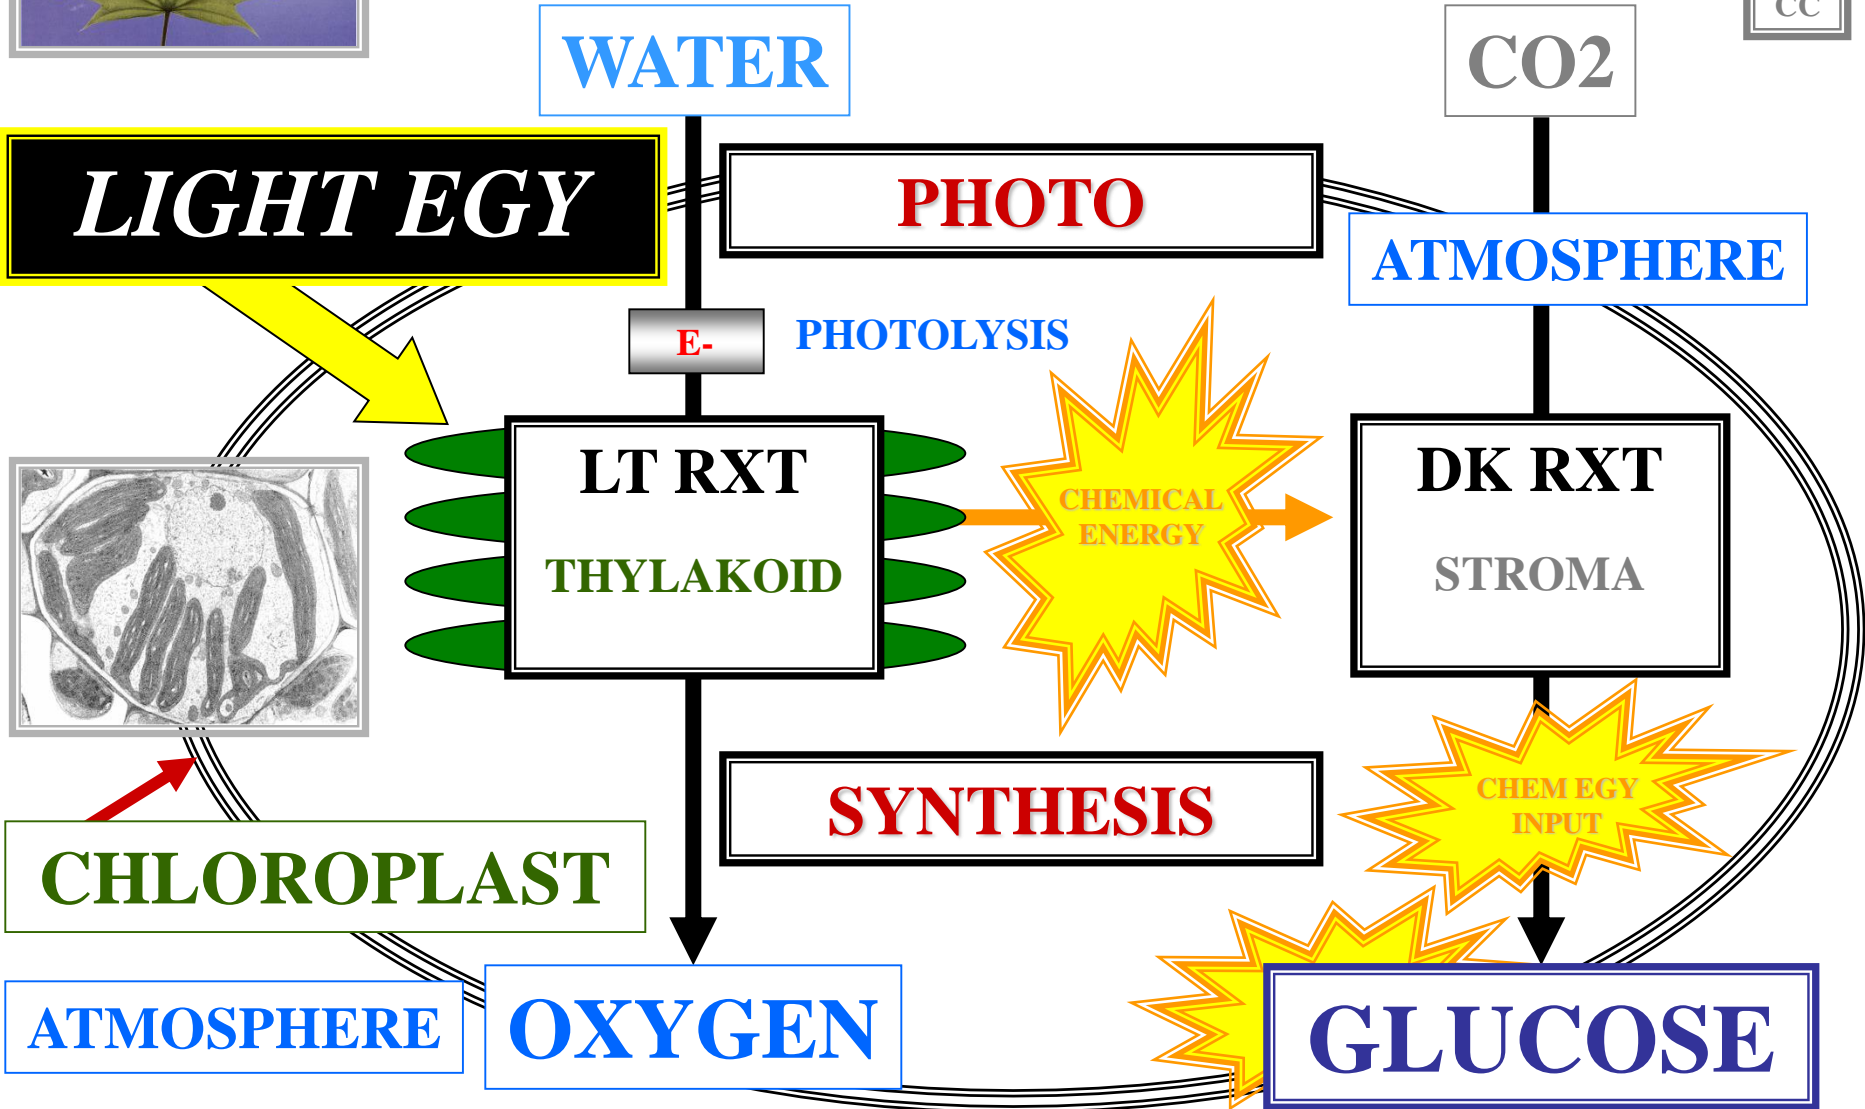 CC
WATER
CO2
LIGHT EGY
PHOTO
ATMOSPHERE
E-
PHOTOLYSIS
LT RXT
THYLAKOID
CHEMICAL
ENERGY
DK RXT
STROMA
SYNTHESIS
CHEM EGY
INPUT
CHLOROPLAST
ATMOSPHERE
OXYGEN
GLUCOSE